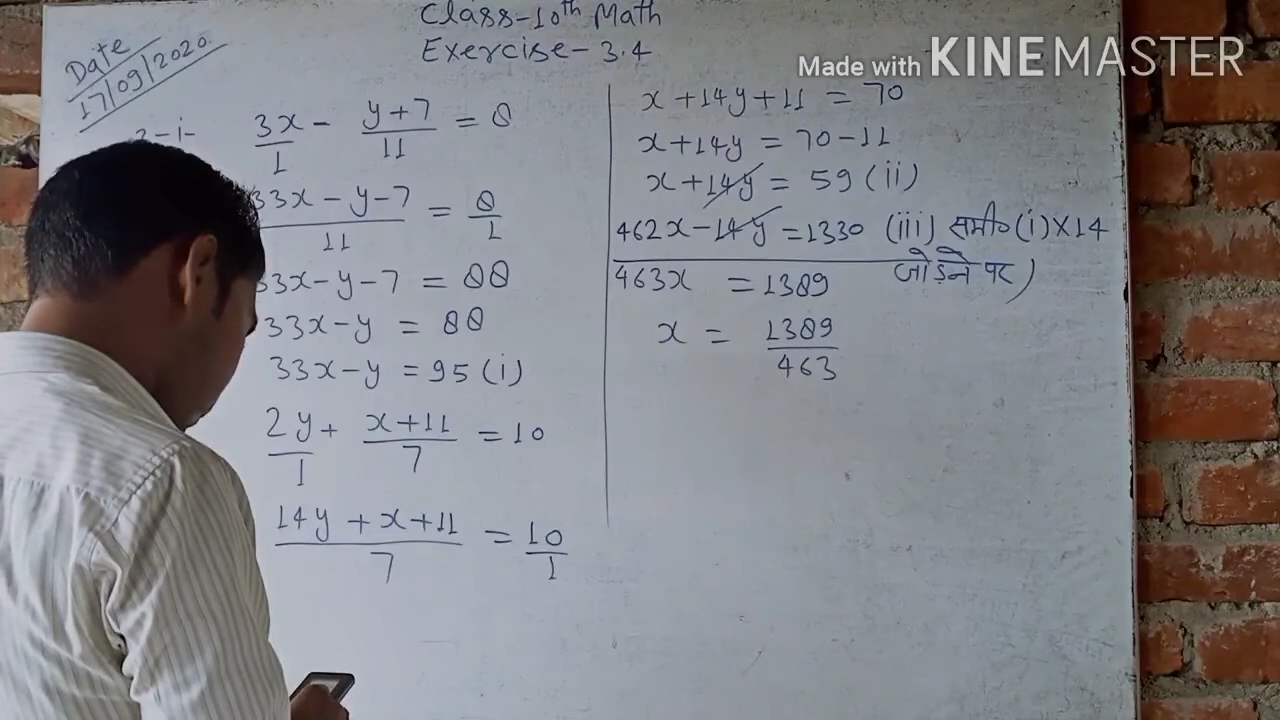 Class-10th Math
Exercise-3.4
Made with KINEMASTER
Date
17/09/2020
3x/1 - (y+7)/11 = 8
(33x-y-7)/11 = 8/1
33x-y-7 = 88
33x-y = 88
33x-y = 95 (i)
2y/1 + (x+11)/7 = 10
(14y+x+11)/7 = 10/1
x+14y+11 = 70
x+14y = 70-11
x+14y = 59 (ii)
462x-14y = 1330 (iii) समी० (i)×14
463x = 1389 जोड़ने पर)
x = 1389/463